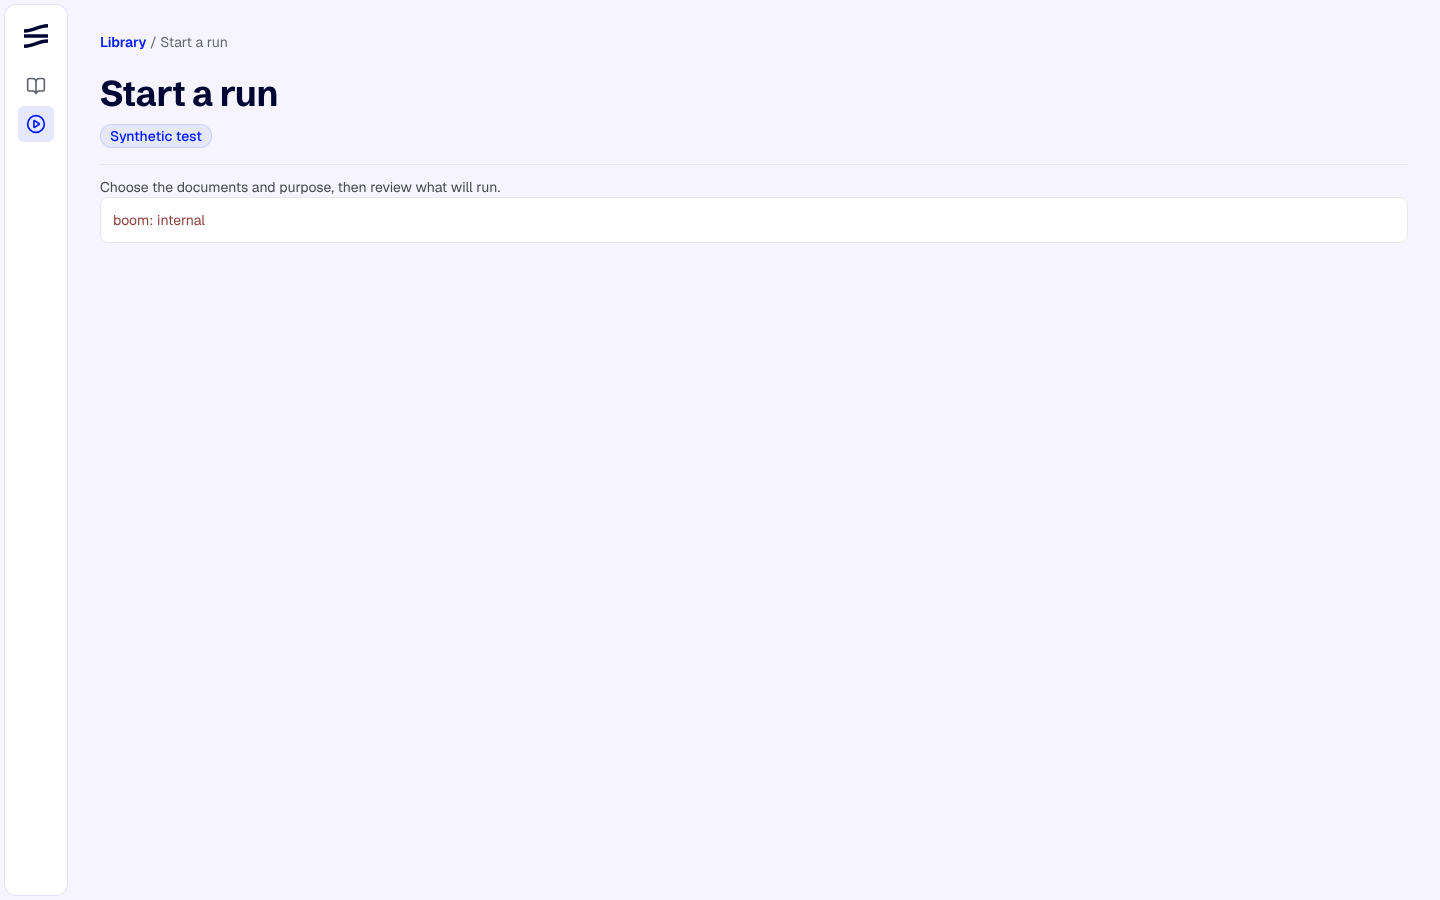 Library / Start a run
Start a run
Synthetic test
Choose the documents and purpose, then review what will run.
boom: internal